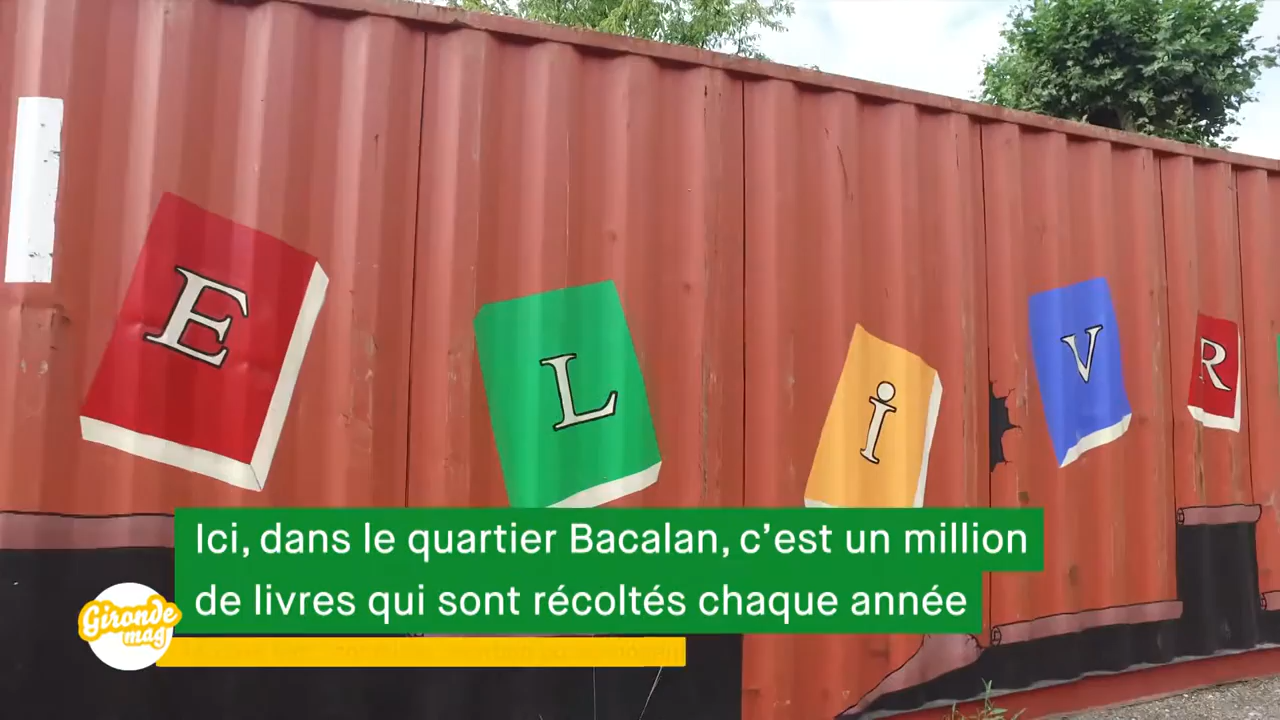 E L i V R
Ici, dans le quartier Bacalan, c’est un million
de livres qui sont récoltés chaque année
Gironde
mag